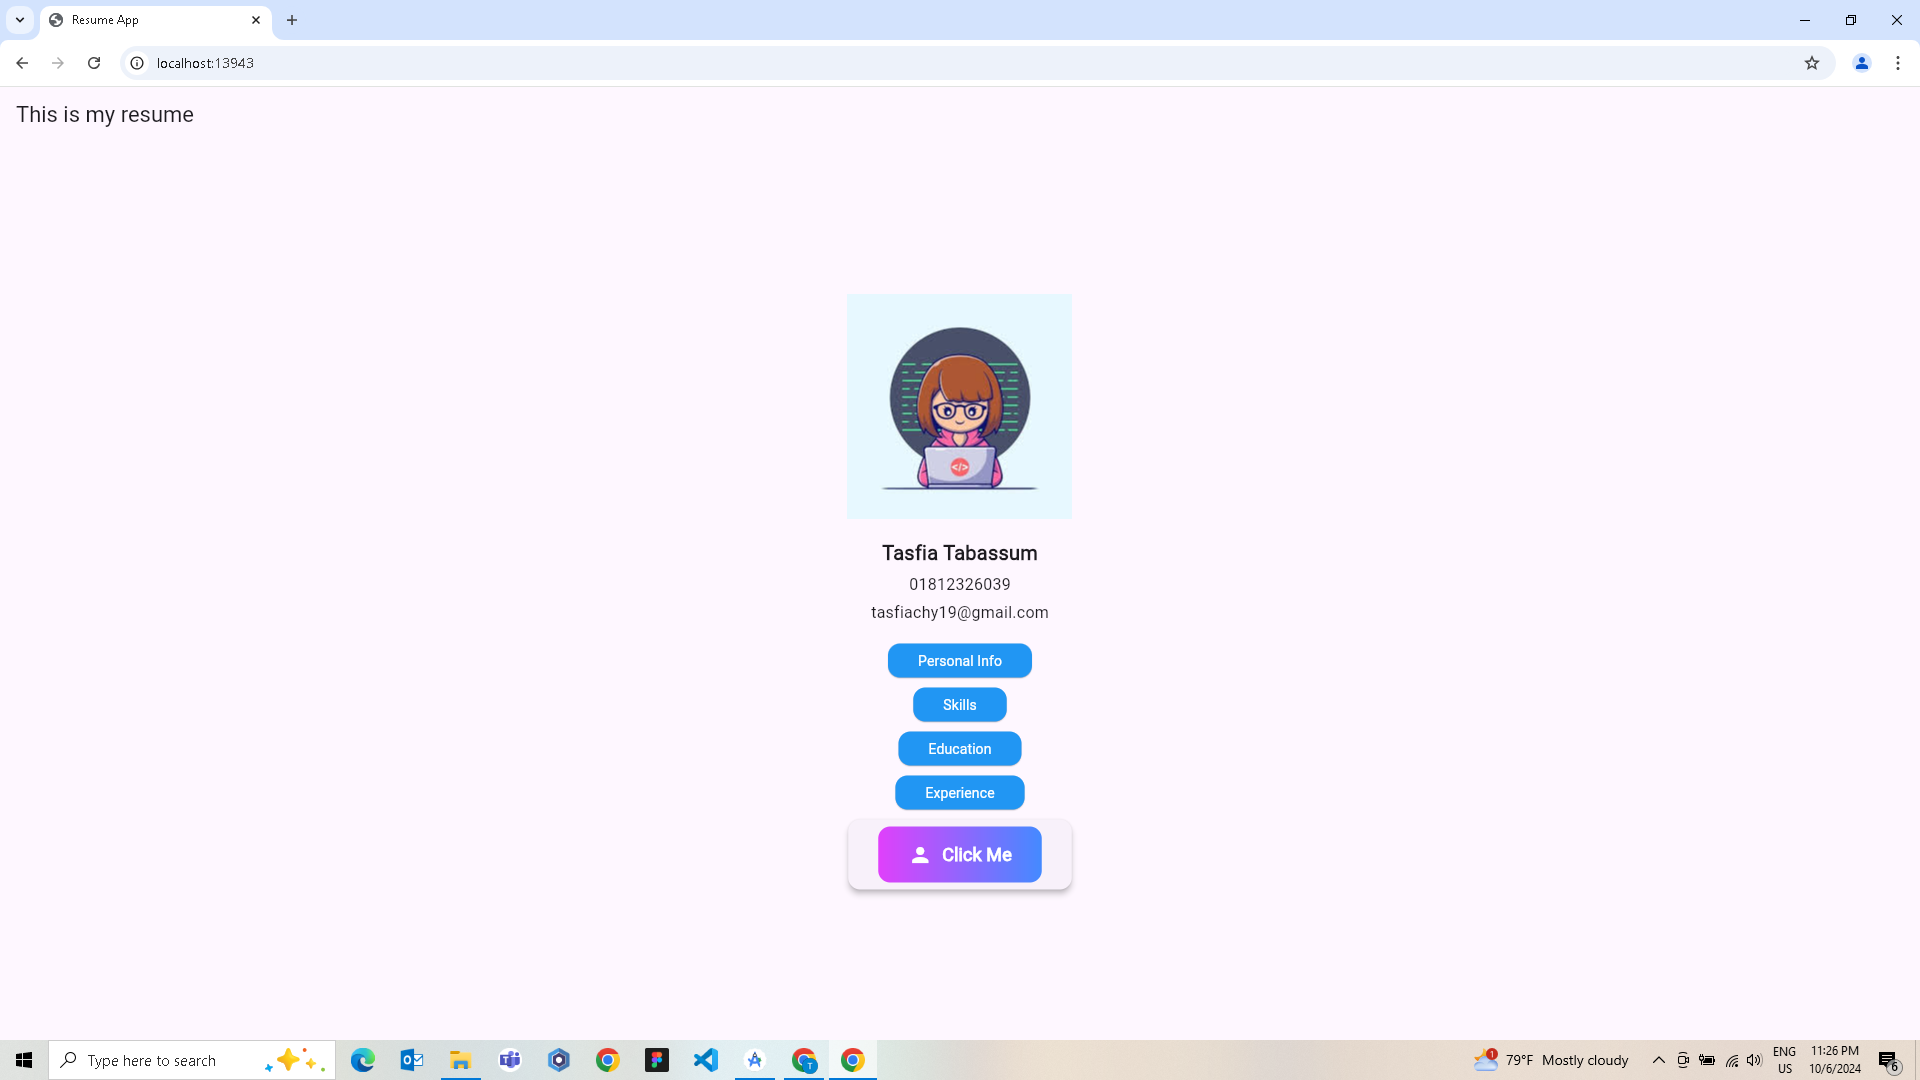 Resume App
localhost:13943
This is my resume
</>
Tasfia Tabassum
01812326039
tasfiachy19@gmail.com
Personal Info
Skills
Education
Experience
Click Me
Type here to search
1
79°F Mostly cloudy
ENG
US
11:26 PM
10/6/2024
6